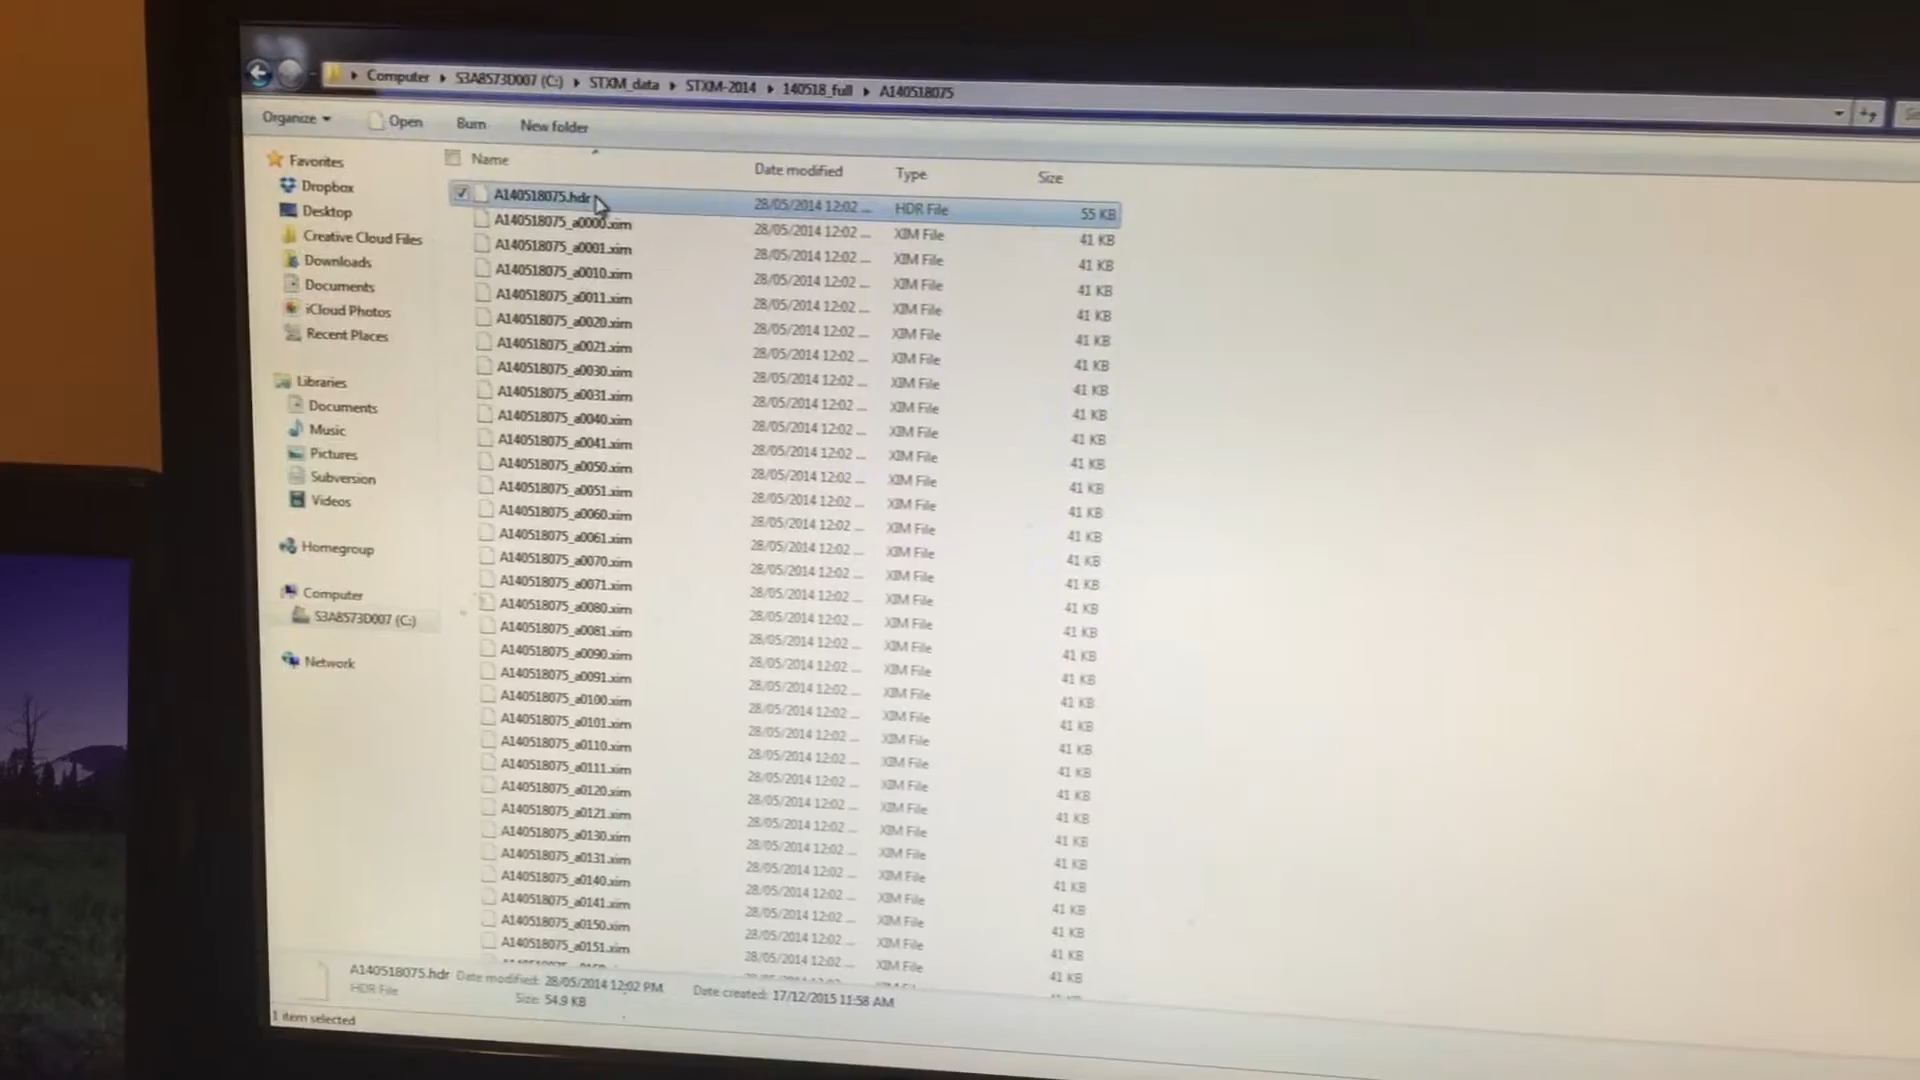 Computer ▸ S3A8573D007 (C:) ▸ STXM_data ▸ STXM-2014 ▸ 140518_full ▸ A140518075
Organize Open Burn New folder
Name Date modified Type Size
Favorites
Dropbox
Desktop
Creative Cloud Files
Downloads
Documents
iCloud Photos
Recent Places
Libraries
Documents
Music
Pictures
Subversion
Videos
Homegroup
Computer
S3A8573D007 (C:)
Network
A140518075.hdr 28/05/2014 12:02 ... HDR File 55 KB
A140518075_a0000.xim 28/05/2014 12:02 ... XIM File 41 KB
A140518075_a0001.xim 28/05/2014 12:02 ... XIM File 41 KB
A140518075_a0010.xim 28/05/2014 12:02 ... XIM File 41 KB
A140518075_a0011.xim 28/05/2014 12:02 ... XIM File 41 KB
A140518075_a0020.xim 28/05/2014 12:02 ... XIM File 41 KB
A140518075_a0021.xim 28/05/2014 12:02 ... XIM File 41 KB
A140518075_a0030.xim 28/05/2014 12:02 ... XIM File 41 KB
A140518075_a0031.xim 28/05/2014 12:02 ... XIM File 41 KB
A140518075_a0040.xim 28/05/2014 12:02 ... XIM File 41 KB
A140518075_a0041.xim 28/05/2014 12:02 ... XIM File 41 KB
A140518075_a0050.xim 28/05/2014 12:02 ... XIM File 41 KB
A140518075_a0051.xim 28/05/2014 12:02 ... XIM File 41 KB
A140518075_a0060.xim 28/05/2014 12:02 ... XIM File 41 KB
A140518075_a0061.xim 28/05/2014 12:02 ... XIM File 41 KB
A140518075_a0070.xim 28/05/2014 12:02 ... XIM File 41 KB
A140518075_a0071.xim 28/05/2014 12:02 ... XIM File 41 KB
A140518075_a0080.xim 28/05/2014 12:02 ... XIM File 41 KB
A140518075_a0081.xim 28/05/2014 12:02 ... XIM File 41 KB
A140518075_a0090.xim 28/05/2014 12:02 ... XIM File 41 KB
A140518075_a0091.xim 28/05/2014 12:02 ... XIM File 41 KB
A140518075_a0100.xim 28/05/2014 12:02 ... XIM File 41 KB
A140518075_a0101.xim 28/05/2014 12:02 ... XIM File 41 KB
A140518075_a0110.xim 28/05/2014 12:02 ... XIM File 41 KB
A140518075_a0111.xim 28/05/2014 12:02 ... XIM File 41 KB
A140518075_a0120.xim 28/05/2014 12:02 ... XIM File 41 KB
A140518075_a0121.xim 28/05/2014 12:02 ... XIM File 41 KB
A140518075_a0130.xim 28/05/2014 12:02 ... XIM File 41 KB
A140518075_a0131.xim 28/05/2014 12:02 ... XIM File 41 KB
A140518075_a0140.xim 28/05/2014 12:02 ... XIM File 41 KB
A140518075_a0141.xim 28/05/2014 12:02 ... XIM File 41 KB
A140518075_a0150.xim 28/05/2014 12:02 ... XIM File 41 KB
A140518075_a0151.xim 28/05/2014 12:02 ... XIM File 41 KB
A140518075.hdr Date modified: 28/05/2014 12:02 PM Date created: 17/12/2015 11:58 AM
HDR File Size: 54.9 KB
1 item selected